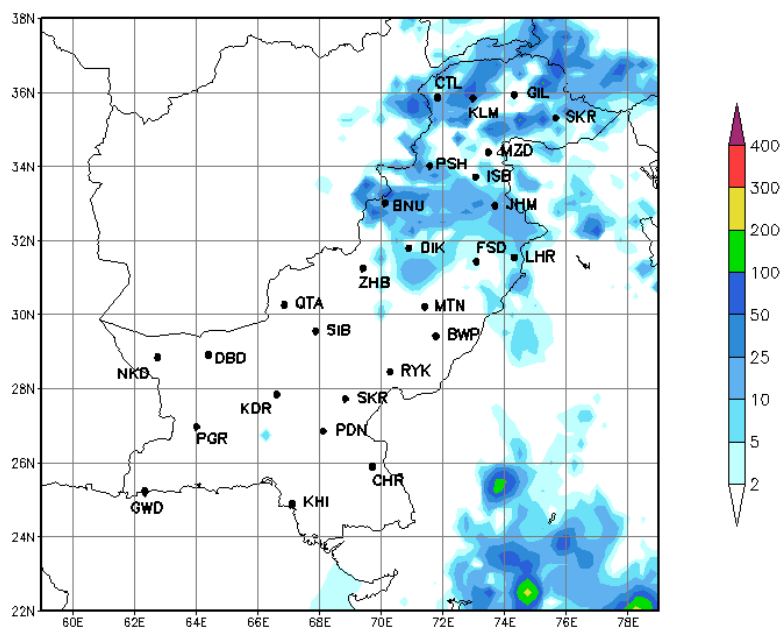 38N
36N
34N
32N
30N
28N
26N
24N
22N
60E 62E 64E 66E 68E 70E 72E 74E 76E 78E
CTL
GIL
KLM
SKR
MZD
PSH
ISB
BNU
JHM
DIK
FSD
LHR
ZHB
QTA
MTN
SIB
BWP
DBD
NKD
RYK
KDR
SKR
PGR
PDN
CHR
GWD
KHI
400
300
200
100
50
25
10
5
2